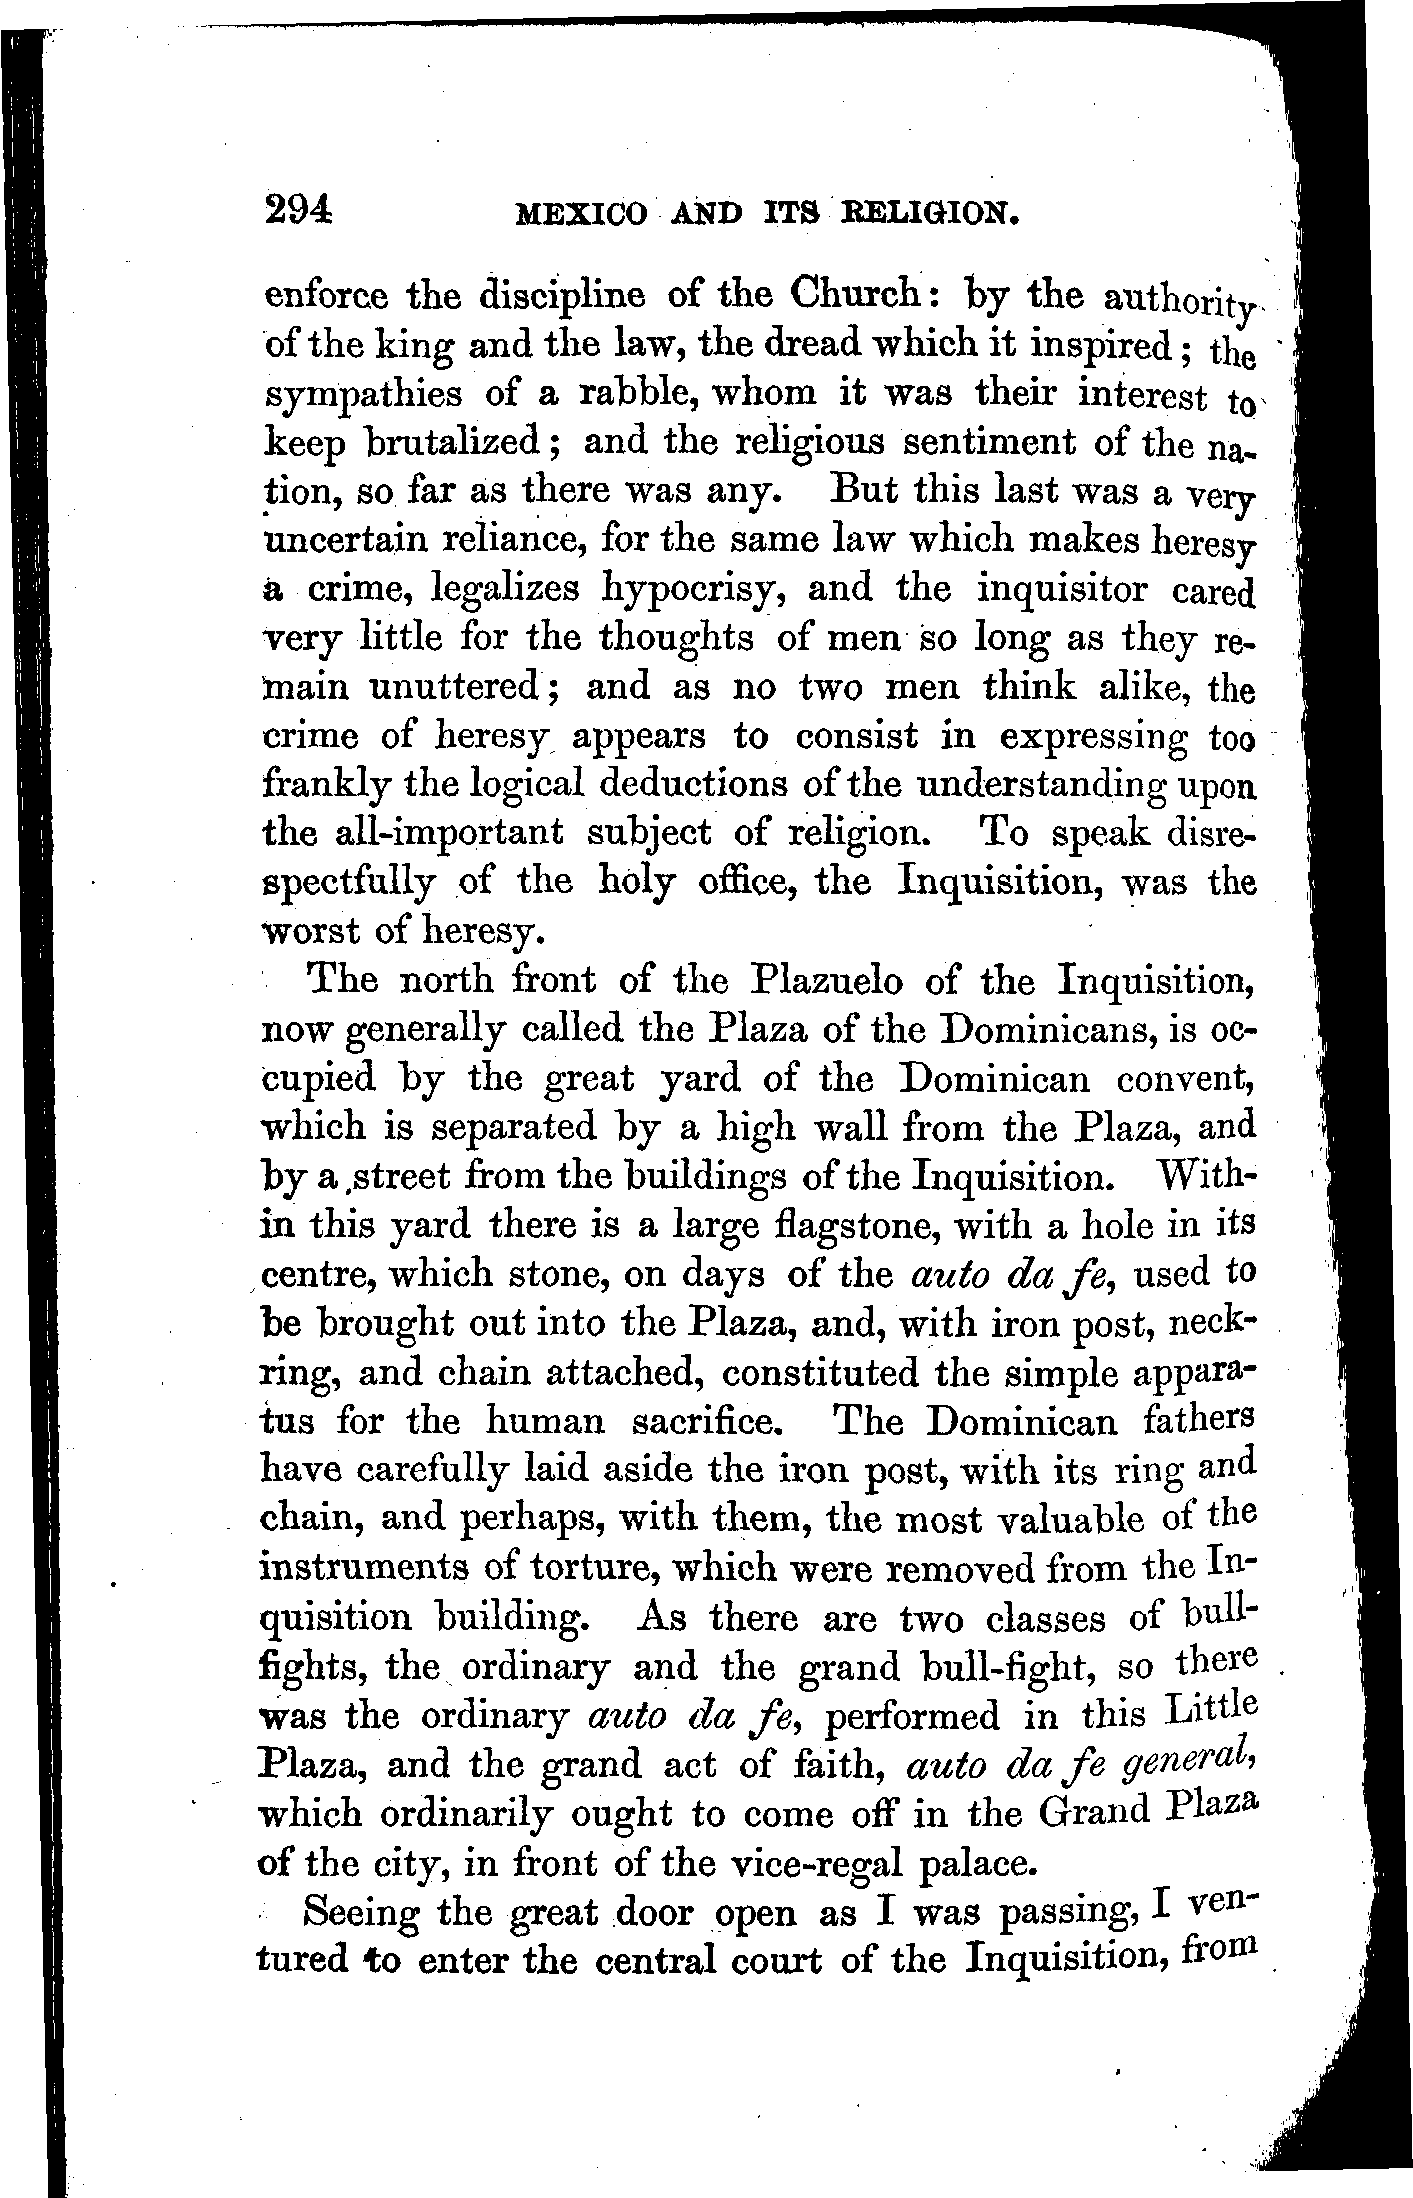 294 MEXICO AND ITS RELIGION.
enforce the discipline of the Church: by the authority
of the king and the law, the dread which it inspired; the
sympathies of a rabble, whom it was their interest to
keep brutalized; and the religious sentiment of the na-
tion, so far as there was any. But this last was a very
uncertain reliance, for the same law which makes heresy
a crime, legalizes hypocrisy, and the inquisitor cared
very little for the thoughts of men so long as they re-
main unuttered; and as no two men think alike, the
crime of heresy appears to consist in expressing too
frankly the logical deductions of the understanding upon
the all-important subject of religion. To speak disre-
spectfully of the holy office, the Inquisition, was the
worst of heresy.
The north front of the Plazuelo of the Inquisition,
now generally called the Plaza of the Dominicans, is oc-
cupied by the great yard of the Dominican convent,
which is separated by a high wall from the Plaza, and
by a street from the buildings of the Inquisition. With-
in this yard there is a large flagstone, with a hole in its
centre, which stone, on days of the auto da fe, used to
be brought out into the Plaza, and, with iron post, neck-
ring, and chain attached, constituted the simple appara-
tus for the human sacrifice. The Dominican fathers
have carefully laid aside the iron post, with its ring and
chain, and perhaps, with them, the most valuable of the
instruments of torture, which were removed from the In-
quisition building. As there are two classes of bull-
fights, the ordinary and the grand bull-fight, so there
was the ordinary auto da fe, performed in this Little
Plaza, and the grand act of faith, auto da fe general,
which ordinarily ought to come off in the Grand Plaza
of the city, in front of the vice-regal palace.
Seeing the great door open as I was passing, I ven-
tured to enter the central court of the Inquisition, from